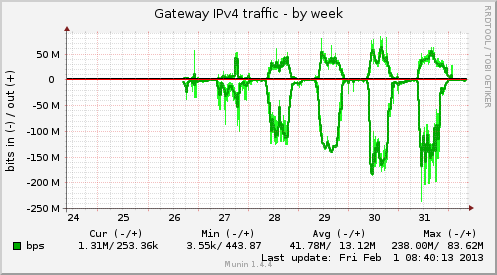 Gateway IPv4 traffic - by week
RRDTOOL / TOBI OETIKER
bits in (-) / out (+)
50 M
0
-50 M
-100 M
-150 M
-200 M
-250 M
24 25 26 27 28 29 30 31
Cur (-/+) Min (-/+) Avg (-/+) Max (-/+)
bps 1.31M/253.36k 3.55k/443.87 41.78M/ 13.12M 238.00M/ 83.62M
Last update: Fri Feb 1 08:40:13 2013
Munin 1.4.4